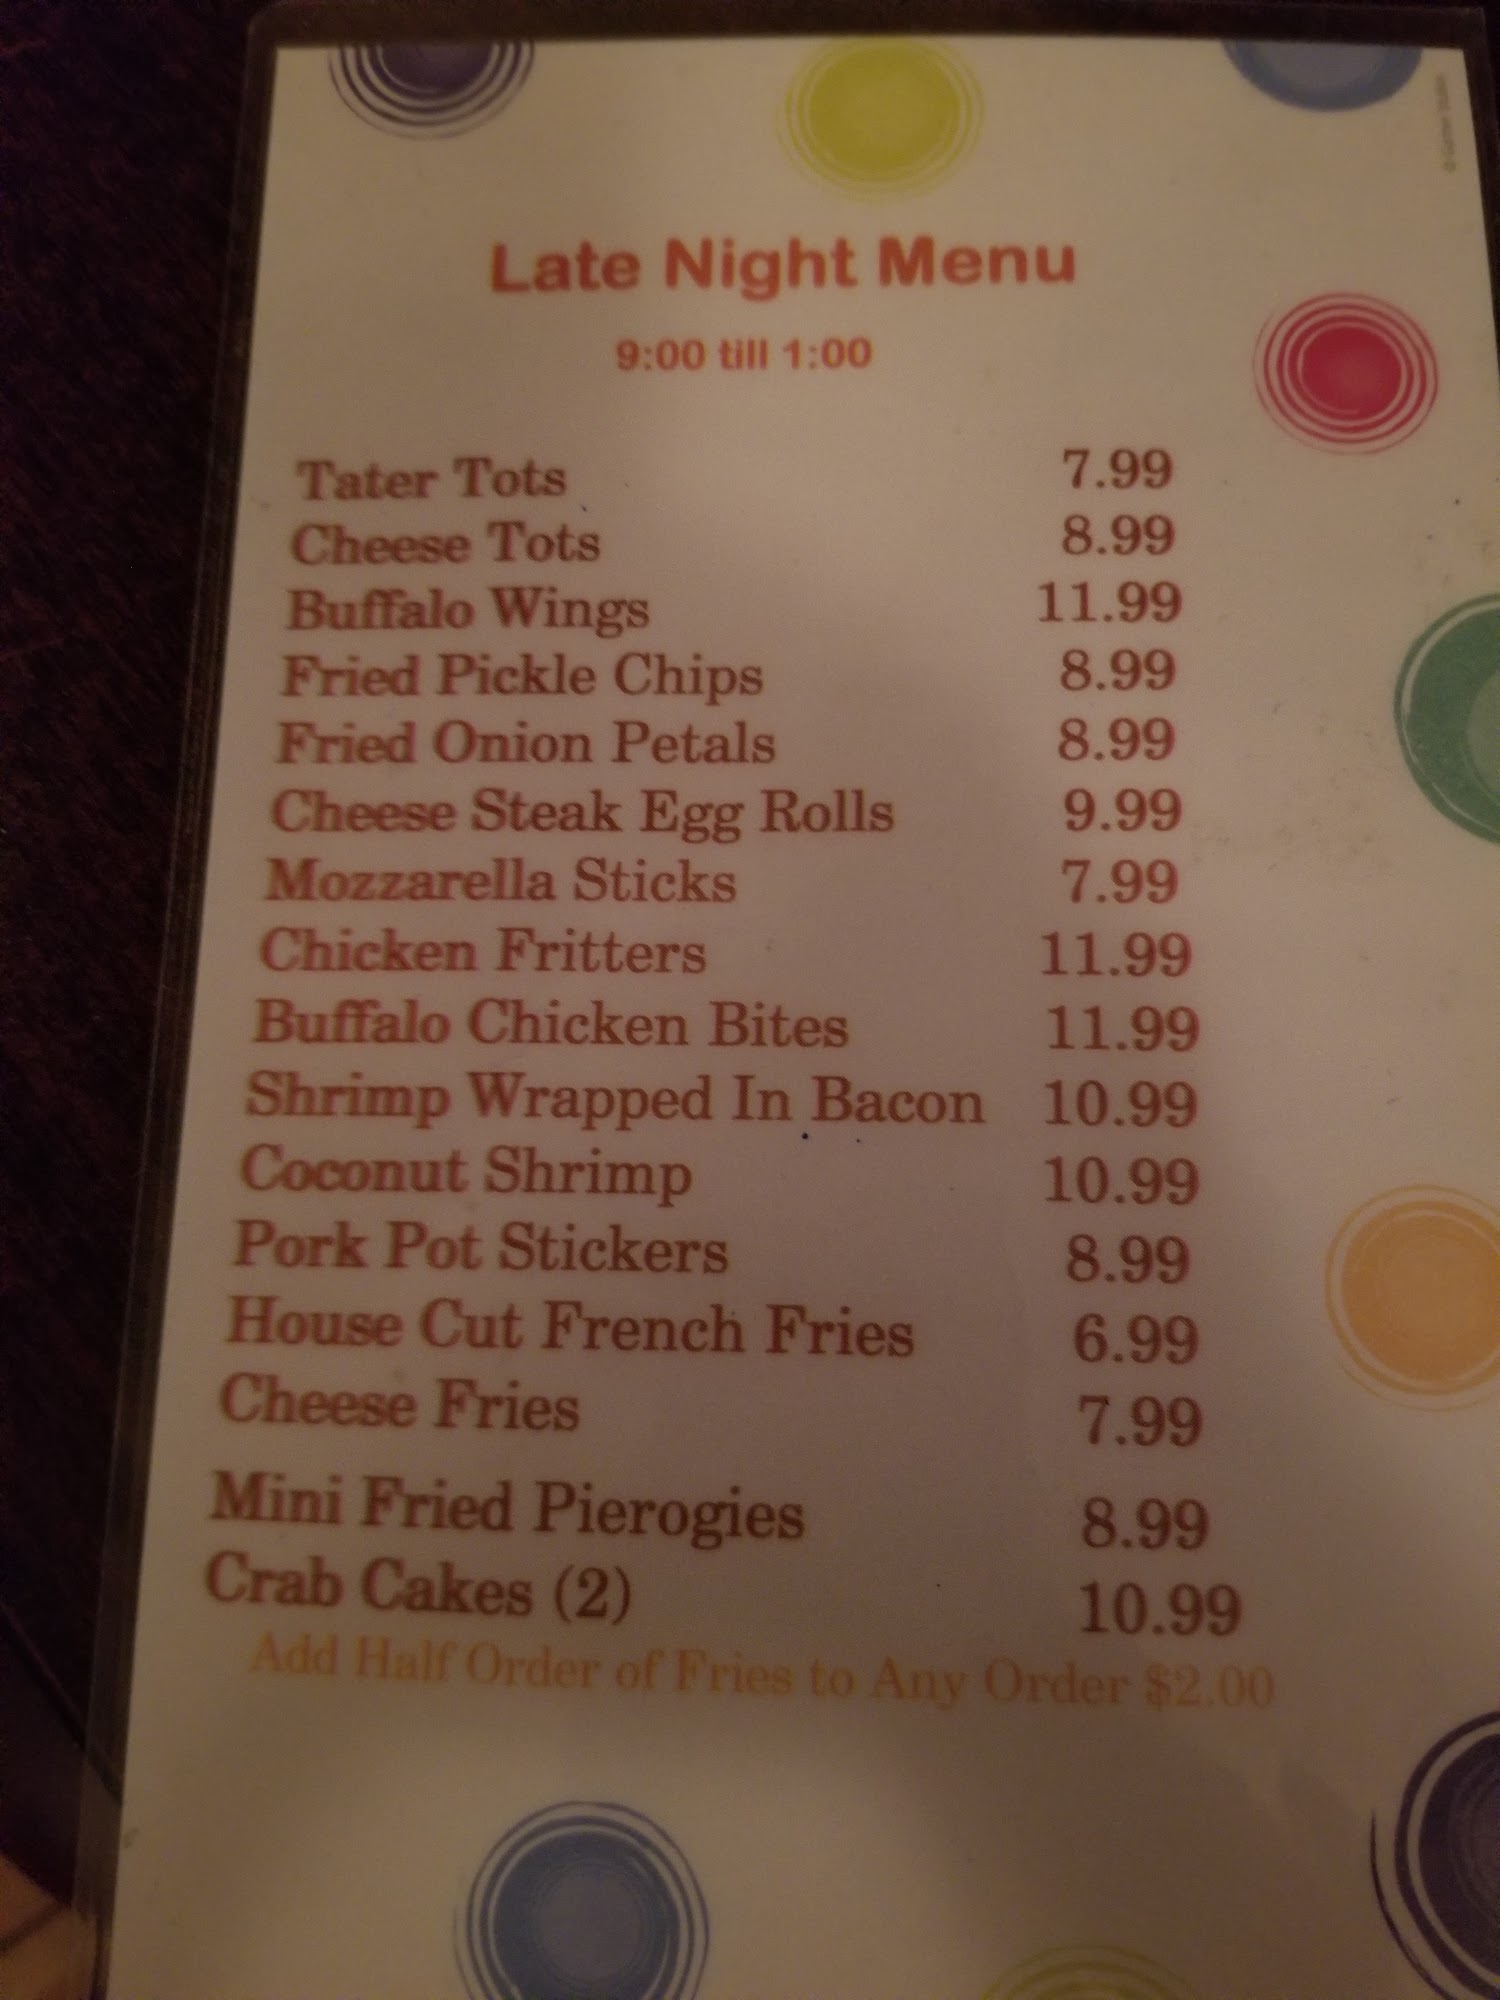 Late Night Menu
9:00 till 1:00
Tater Tots 7.99
Cheese Tots 8.99
Buffalo Wings 11.99
Fried Pickle Chips 8.99
Fried Onion Petals 8.99
Cheese Steak Egg Rolls 9.99
Mozzarella Sticks 7.99
Chicken Fritters 11.99
Buffalo Chicken Bites 11.99
Shrimp Wrapped In Bacon 10.99
Coconut Shrimp 10.99
Pork Pot Stickers 8.99
House Cut French Fries 6.99
Cheese Fries 7.99
Mini Fried Pierogies 8.99
Crab Cakes (2) 10.99
Add Half Order of Fries to Any Order $2.00